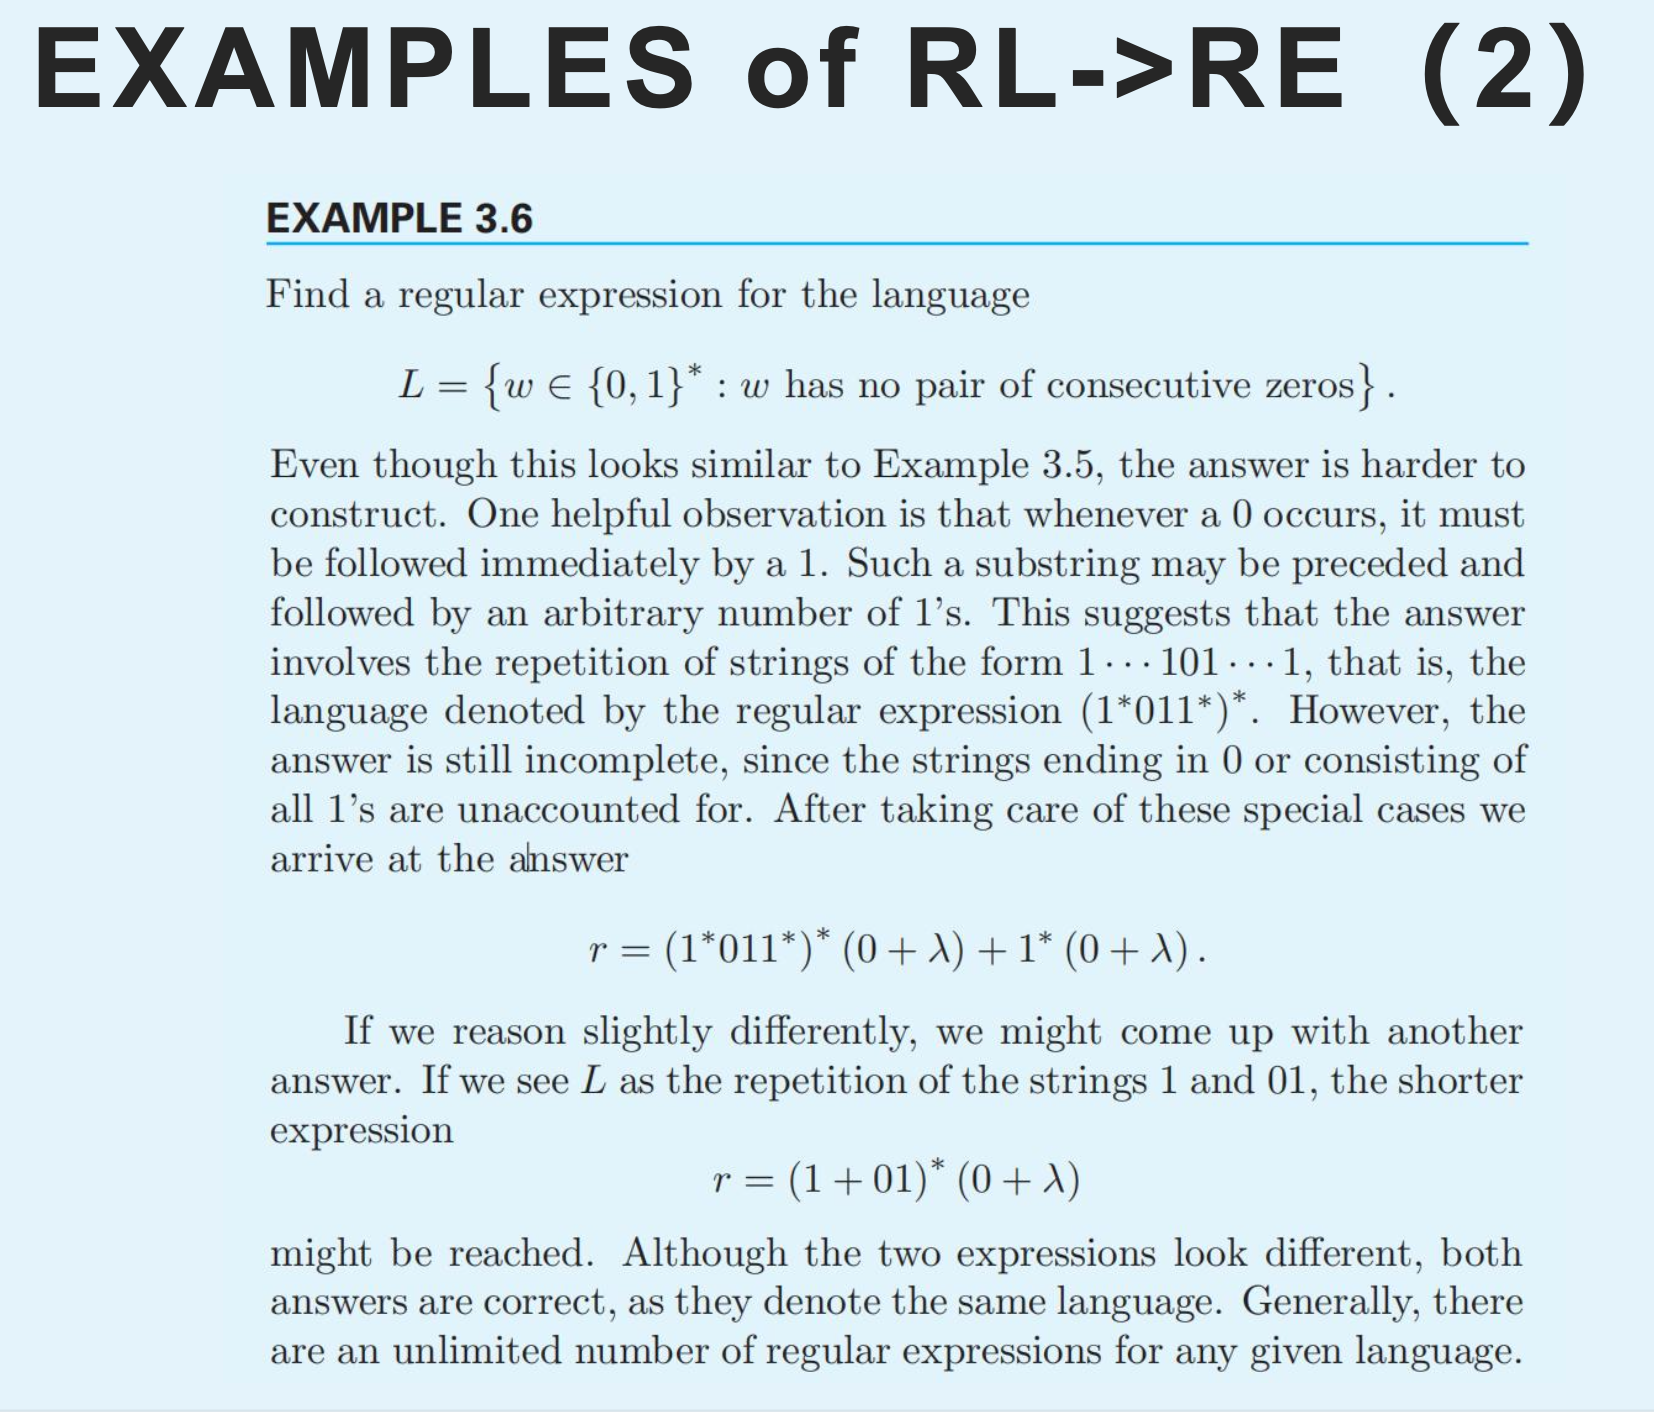 EXAMPLES of RL->RE (2)
EXAMPLE 3.6
Find a regular expression for the language
L = {w ∈ {0, 1}* : w has no pair of consecutive zeros} .
Even though this looks similar to Example 3.5, the answer is harder to
construct. One helpful observation is that whenever a 0 occurs, it must
be followed immediately by a 1. Such a substring may be preceded and
followed by an arbitrary number of 1's. This suggests that the answer
involves the repetition of strings of the form 1 · · · 101 · · · 1, that is, the
language denoted by the regular expression (1*011*)*. However, the
answer is still incomplete, since the strings ending in 0 or consisting of
all 1's are unaccounted for. After taking care of these special cases we
arrive at the answer
r = (1*011*)* (0 + λ) + 1* (0 + λ) .
If we reason slightly differently, we might come up with another
answer. If we see L as the repetition of the strings 1 and 01, the shorter
expression
r = (1 + 01)* (0 + λ)
might be reached. Although the two expressions look different, both
answers are correct, as they denote the same language. Generally, there
are an unlimited number of regular expressions for any given language.